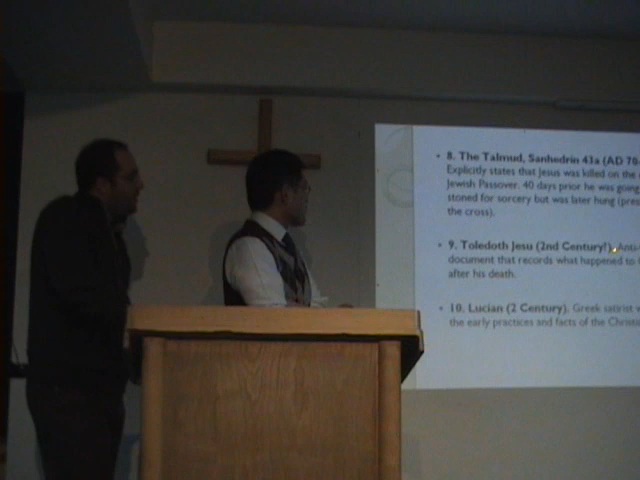 • 8. The Talmud, Sanhedrin 43a (AD 70-
Explicitly states that Jesus was killed on the
Jewish Passover. 40 days prior he was going
stoned for sorcery but was later hung (pres
the cross).
• 9. Toledoth Jesu (2nd Century!). Anti-
document that records what happened to
after his death.
• 10. Lucian (2 Century). Greek satirist w
the early practices and facts of the Christ